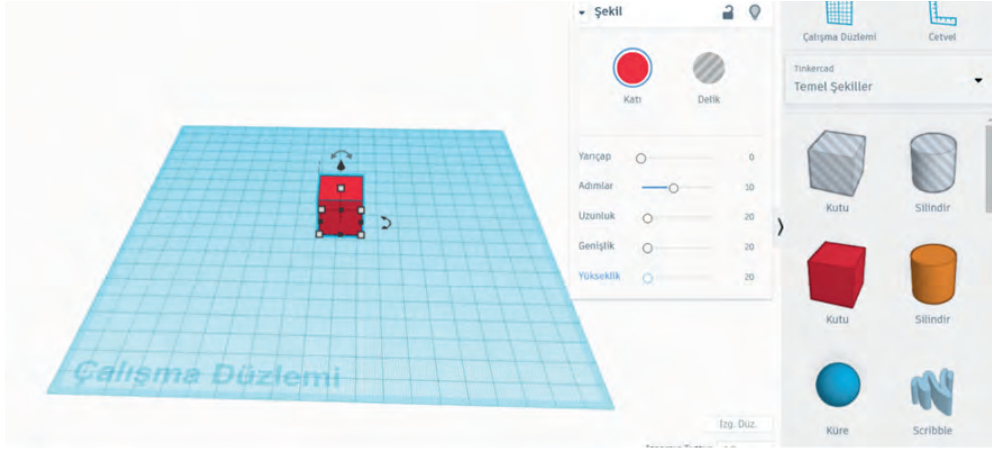 Şekil
Katı
Delik
Yarıçap 0
Adımlar 10
Uzunluk 20
Genişlik 20
Yükseklik 20
Çalışma Düzlemi
İzg. Düz.
Çalışma Düzlemi
Cetvel
Tinkercad
Temel Şekiller
Kutu
Silindir
Kutu
Silindir
Küre
Scribble